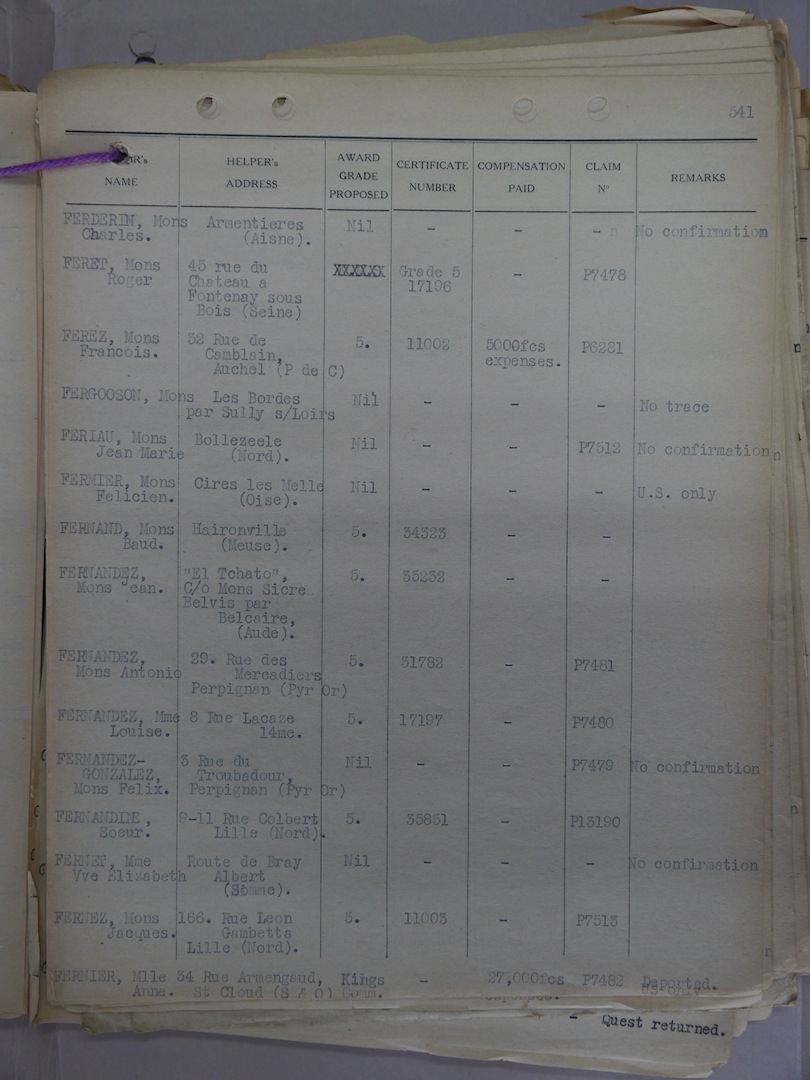 541
HELPER's
NAME
HELPER's
ADDRESS
AWARD
GRADE
PROPOSED
CERTIFICATE
NUMBER
COMPENSATION
PAID
CLAIM
N°
REMARKS
FERDERIN, Mons Armentieres Nil - - - No confirmation
Charles. (Aisne).
FERET, Mons 45 rue du XXXXXX Grade 5 - P7478
Roger Chateau a 17196
Fontenay sous
Bois (Seine)
FEREZ, Mons 32 Rue de 5. 11002 5000fcs P6281
Francois. Camblain, expenses.
Auchel (P de C)
FERGOOSON, Mons Les Bordes Nil - - - No trace
par Sully s/Loirs
FERIAU, Mons Bollezeele Nil - - P7512 No confirmation
Jean Marie (Nord).
FERMIER, Mons Cires les Melle Nil - - - U.S. only
Felicien. (Oise).
FERNAND, Mons Haironville 5. 34323 - -
Baud. (Meuse).
FERNANDEZ, "El Tchato", 5. 35232 - -
Mons Jean. C/o Mons Sicre
Belvis par
Belcaire,
(Aude).
FERNANDEZ, 29. Rue des 5. 31782 - P7481
Mons Antonio Mercadiers
Perpignan (Pyr Or)
FERNANDEZ, Mme 8 Rue Lacaze 5. 17197 - P7480
Louise. 14me.
FERNANDEZ- 3 Rue du Nil - - P7479 No confirmation
GONZALEZ, Troubadour,
Mons Felix. Perpignan (Pyr Or)
FERNANDINE, 9-11 Rue Colbert 5. 35851 - P13190
Soeur. Lille (Nord).
FERNET, Mme Route de Bray Nil - - - No confirmation
Vve Elizabeth Albert
(Somme).
FERNEZ, Mons 166. Rue Leon 5. 11003 - P7513
Jacques. Gambetta
Lille (Nord).
FERNIER, Mlle 34 Rue Armengaud, Kings - 27,000fcs P7482 Deported.
Anne. St Cloud (S & O) Comm. expenses.
- Quest returned.